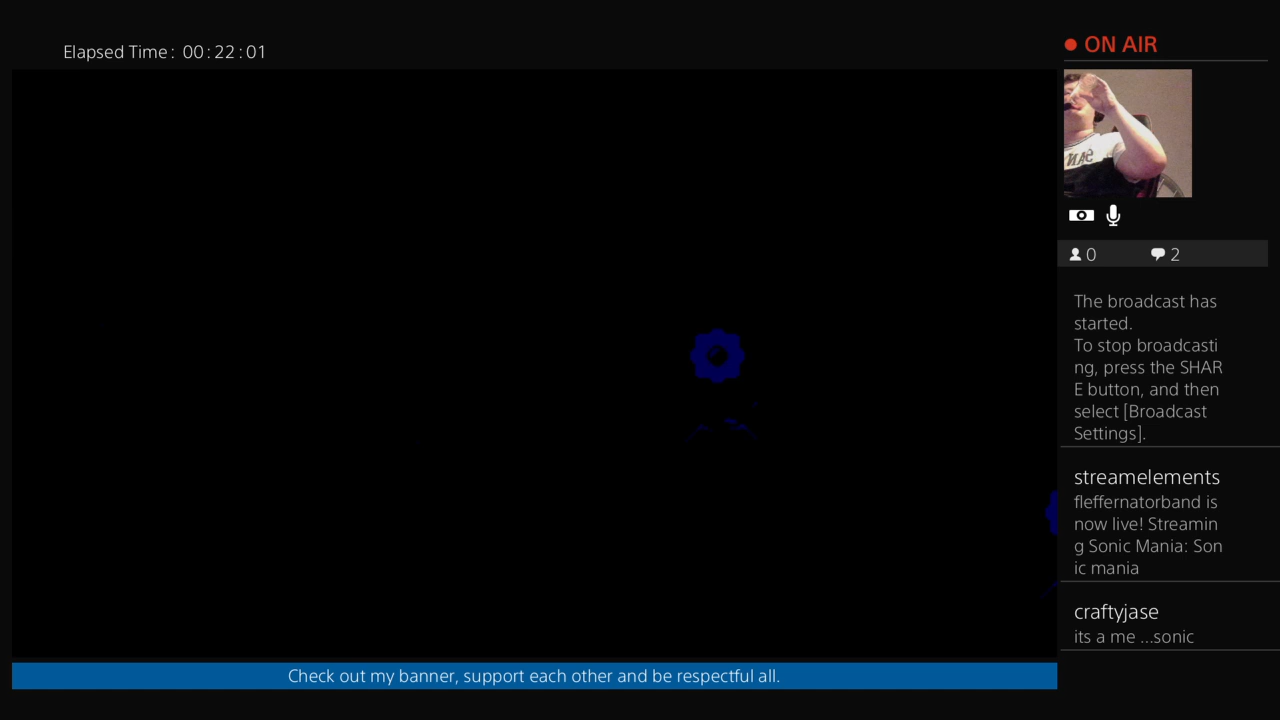 Elapsed Time: 00:22:01
ON AIR
0 2
The broadcast has
started.
To stop broadcasti
ng, press the SHAR
E button, and then
select [Broadcast
Settings].
streamelements
fleffernatorband is
now live! Streamin
g Sonic Mania: Son
ic mania
craftyjase
its a me ...sonic
Check out my banner, support each other and be respectful all.